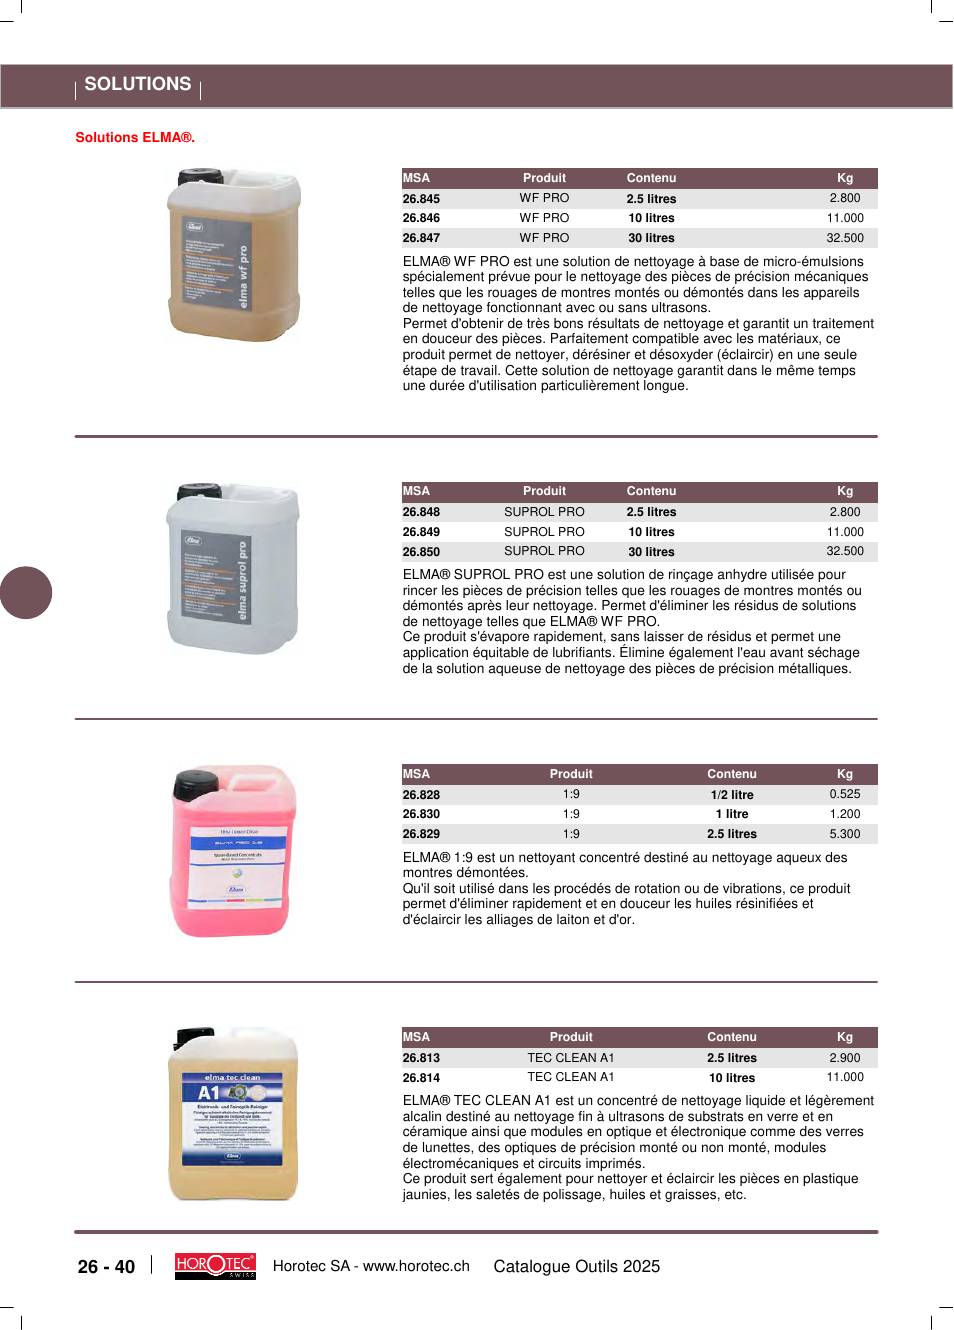 SOLUTIONS
Solutions ELMA®.
MSA Produit Contenu Kg
26.845 WF PRO 2.5 litres 2.800
26.846 WF PRO 10 litres 11.000
26.847 WF PRO 30 litres 32.500
ELMA® WF PRO est une solution de nettoyage à base de micro-émulsions
spécialement prévue pour le nettoyage des pièces de précision mécaniques
telles que les rouages de montres montés ou démontés dans les appareils
de nettoyage fonctionnant avec ou sans ultrasons.
Permet d'obtenir de très bons résultats de nettoyage et garantit un traitement
en douceur des pièces. Parfaitement compatible avec les matériaux, ce
produit permet de nettoyer, dérésiner et désoxyder (éclaircir) en une seule
étape de travail. Cette solution de nettoyage garantit dans le même temps
une durée d'utilisation particulièrement longue.
elma wf pro
MSA Produit Contenu Kg
26.848 SUPROL PRO 2.5 litres 2.800
26.849 SUPROL PRO 10 litres 11.000
26.850 SUPROL PRO 30 litres 32.500
ELMA® SUPROL PRO est une solution de rinçage anhydre utilisée pour
rincer les pièces de précision telles que les rouages de montres montés ou
démontés après leur nettoyage. Permet d'éliminer les résidus de solutions
de nettoyage telles que ELMA® WF PRO.
Ce produit s'évapore rapidement, sans laisser de résidus et permet une
application équitable de lubrifiants. Élimine également l'eau avant séchage
de la solution aqueuse de nettoyage des pièces de précision métalliques.
elma suprol pro
MSA Produit Contenu Kg
26.828 1:9 1/2 litre 0.525
26.830 1:9 1 litre 1.200
26.829 1:9 2.5 litres 5.300
ELMA® 1:9 est un nettoyant concentré destiné au nettoyage aqueux des
montres démontées.
Qu'il soit utilisé dans les procédés de rotation ou de vibrations, ce produit
permet d'éliminer rapidement et en douceur les huiles résinifiées et
d'éclaircir les alliages de laiton et d'or.
MSA Produit Contenu Kg
26.813 TEC CLEAN A1 2.5 litres 2.900
26.814 TEC CLEAN A1 10 litres 11.000
ELMA® TEC CLEAN A1 est un concentré de nettoyage liquide et légèrement
alcalin destiné au nettoyage fin à ultrasons de substrats en verre et en
céramique ainsi que modules en optique et électronique comme des verres
de lunettes, des optiques de précision monté ou non monté, modules
électromécaniques et circuits imprimés.
Ce produit sert également pour nettoyer et éclaircir les pièces en plastique
jaunies, les saletés de polissage, huiles et graisses, etc.
elma tec clean
A1
26 - 40
HOROTEC®
SWISS
Horotec SA - www.horotec.ch
Catalogue Outils 2025